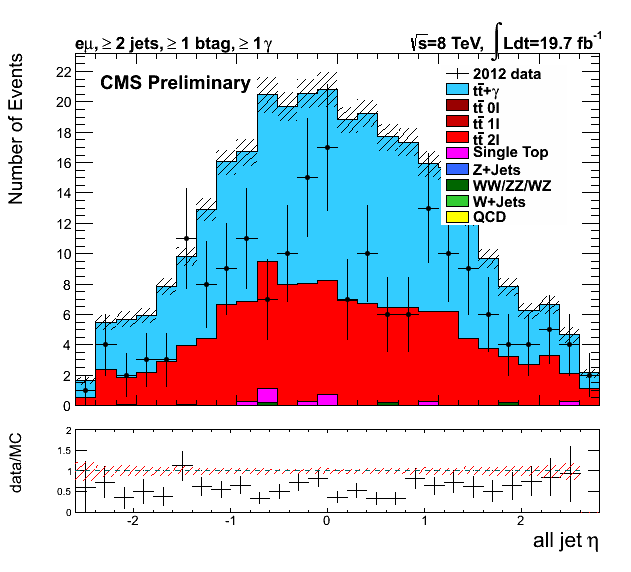 eμ, ≥ 2 jets, ≥ 1 btag, ≥ 1 γ
√s=8 TeV, ∫Ldt=19.7 fb⁻¹
CMS Preliminary
2012 data
tt̄+γ
tt̄ 0l
tt̄ 1l
tt̄ 2l
Single Top
Z+Jets
WW/ZZ/WZ
W+Jets
QCD
Number of Events
22
20
18
16
14
12
10
8
6
4
2
0
data/MC
2
1.5
1
0.5
0
-2 -1 0 1 2
all jet η